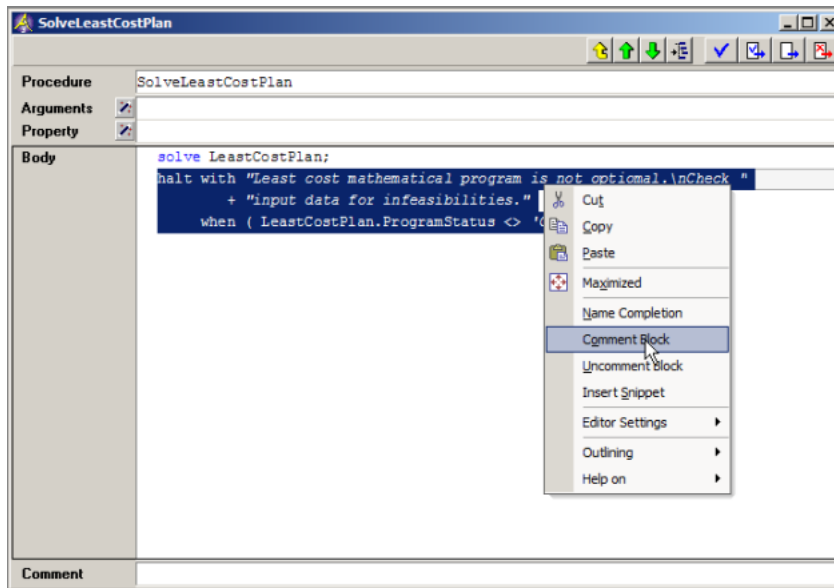 SolveLeastCostPlan
Procedure SolveLeastCostPlan
Arguments
Property
Body
solve LeastCostPlan;
halt with "Least cost mathematical program is not optiomal.\nCheck "
+ "input data for infeasibilities."
when ( LeastCostPlan.ProgramStatus <>
Cut
Copy
Paste
Maximized
Name Completion
Comment Block
Uncomment Block
Insert Snippet
Editor Settings
Outlining
Help on
Comment